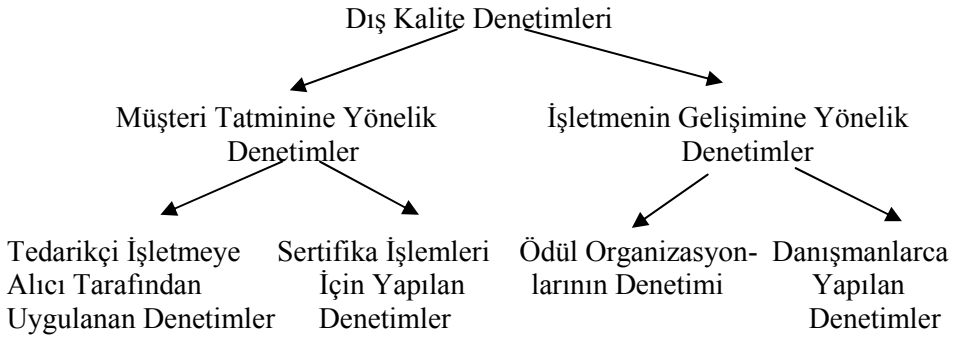 Dış Kalite Denetimleri
Müşteri Tatminine Yönelik
Denetimler
İşletmenin Gelişimine Yönelik
Denetimler
Tedarikçi İşletmeye
Alıcı Tarafından
Uygulanan Denetimler
Sertifika İşlemleri
İçin Yapılan
Denetimler
Ödül Organizasyon-
larının Denetimi
Danışmanlarca
Yapılan
Denetimler